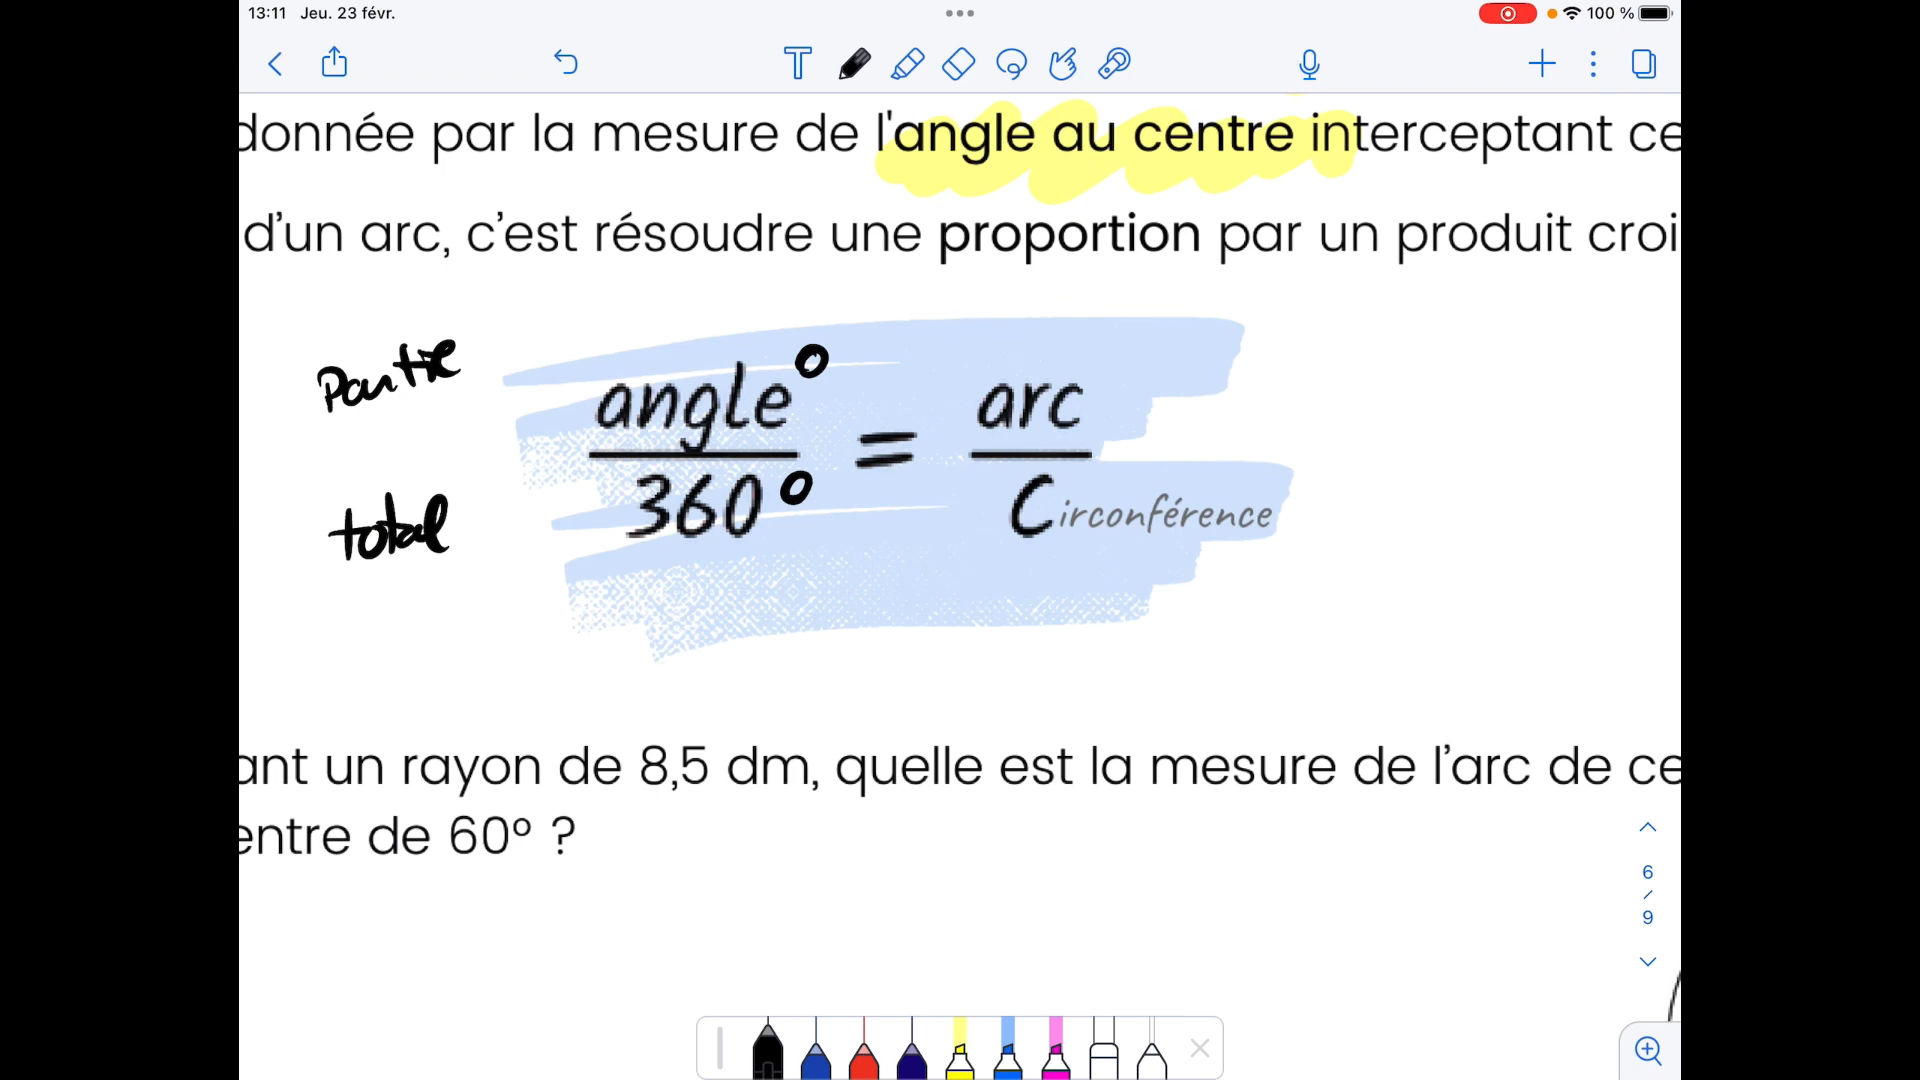 13:11 Jeu. 23 févr.
100 %
donnée par la mesure de l'angle au centre interceptant ce
d’un arc, c’est résoudre une proportion par un produit croi
Partie
angle° = arc
total
360° Circonférence
ant un rayon de 8,5 dm, quelle est la mesure de l’arc de ce
entre de 60° ?
6
/
9